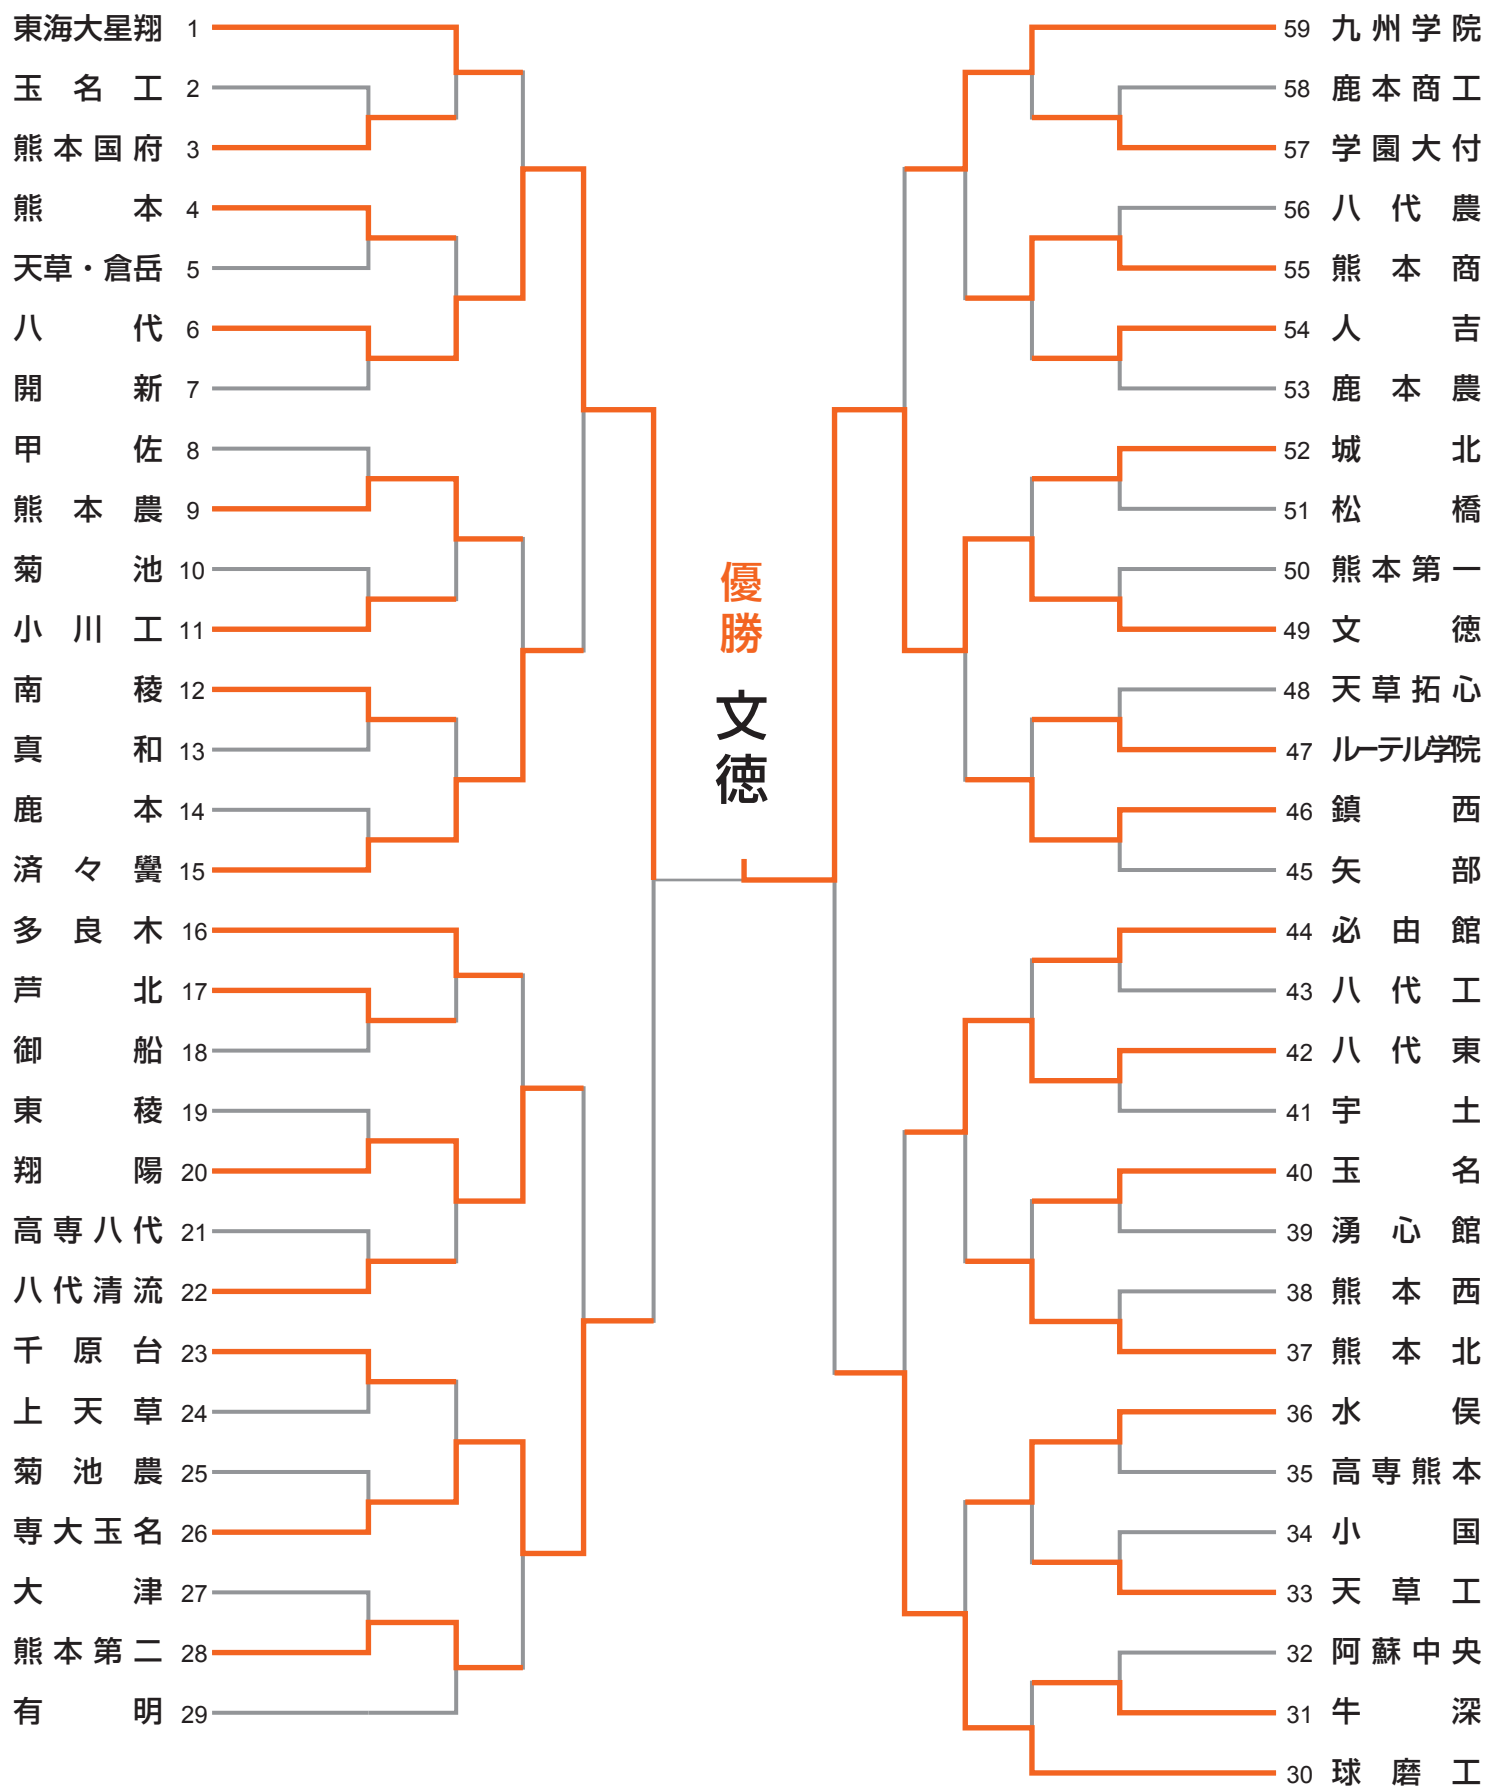 東海大星翔 1
玉名工 2
熊本国府 3
熊本 4
天草・倉岳 5
八代 6
開新 7
甲佐 8
熊本農 9
菊池 10
小川工 11
南稜 12
真和 13
鹿本 14
済々黌 15
多良木 16
芦北 17
御船 18
東稜 19
翔陽 20
高専八代 21
八代清流 22
千原台 23
上天草 24
菊池農 25
専大玉名 26
大津 27
熊本第二 28
有明 29
優勝
文徳
59 九州学院
58 鹿本商工
57 学園大付
56 八代農
55 熊本商
54 人吉
53 鹿本農
52 城北
51 松橋
50 熊本第一
49 文徳
48 天草拓心
47 ルーテル学院
46 鎮西
45 矢部
44 必由館
43 八代工
42 八代東
41 宇土
40 玉名
39 湧心館
38 熊本西
37 熊本北
36 水俣
35 高専熊本
34 小国
33 天草工
32 阿蘇中央
31 牛深
30 球磨工